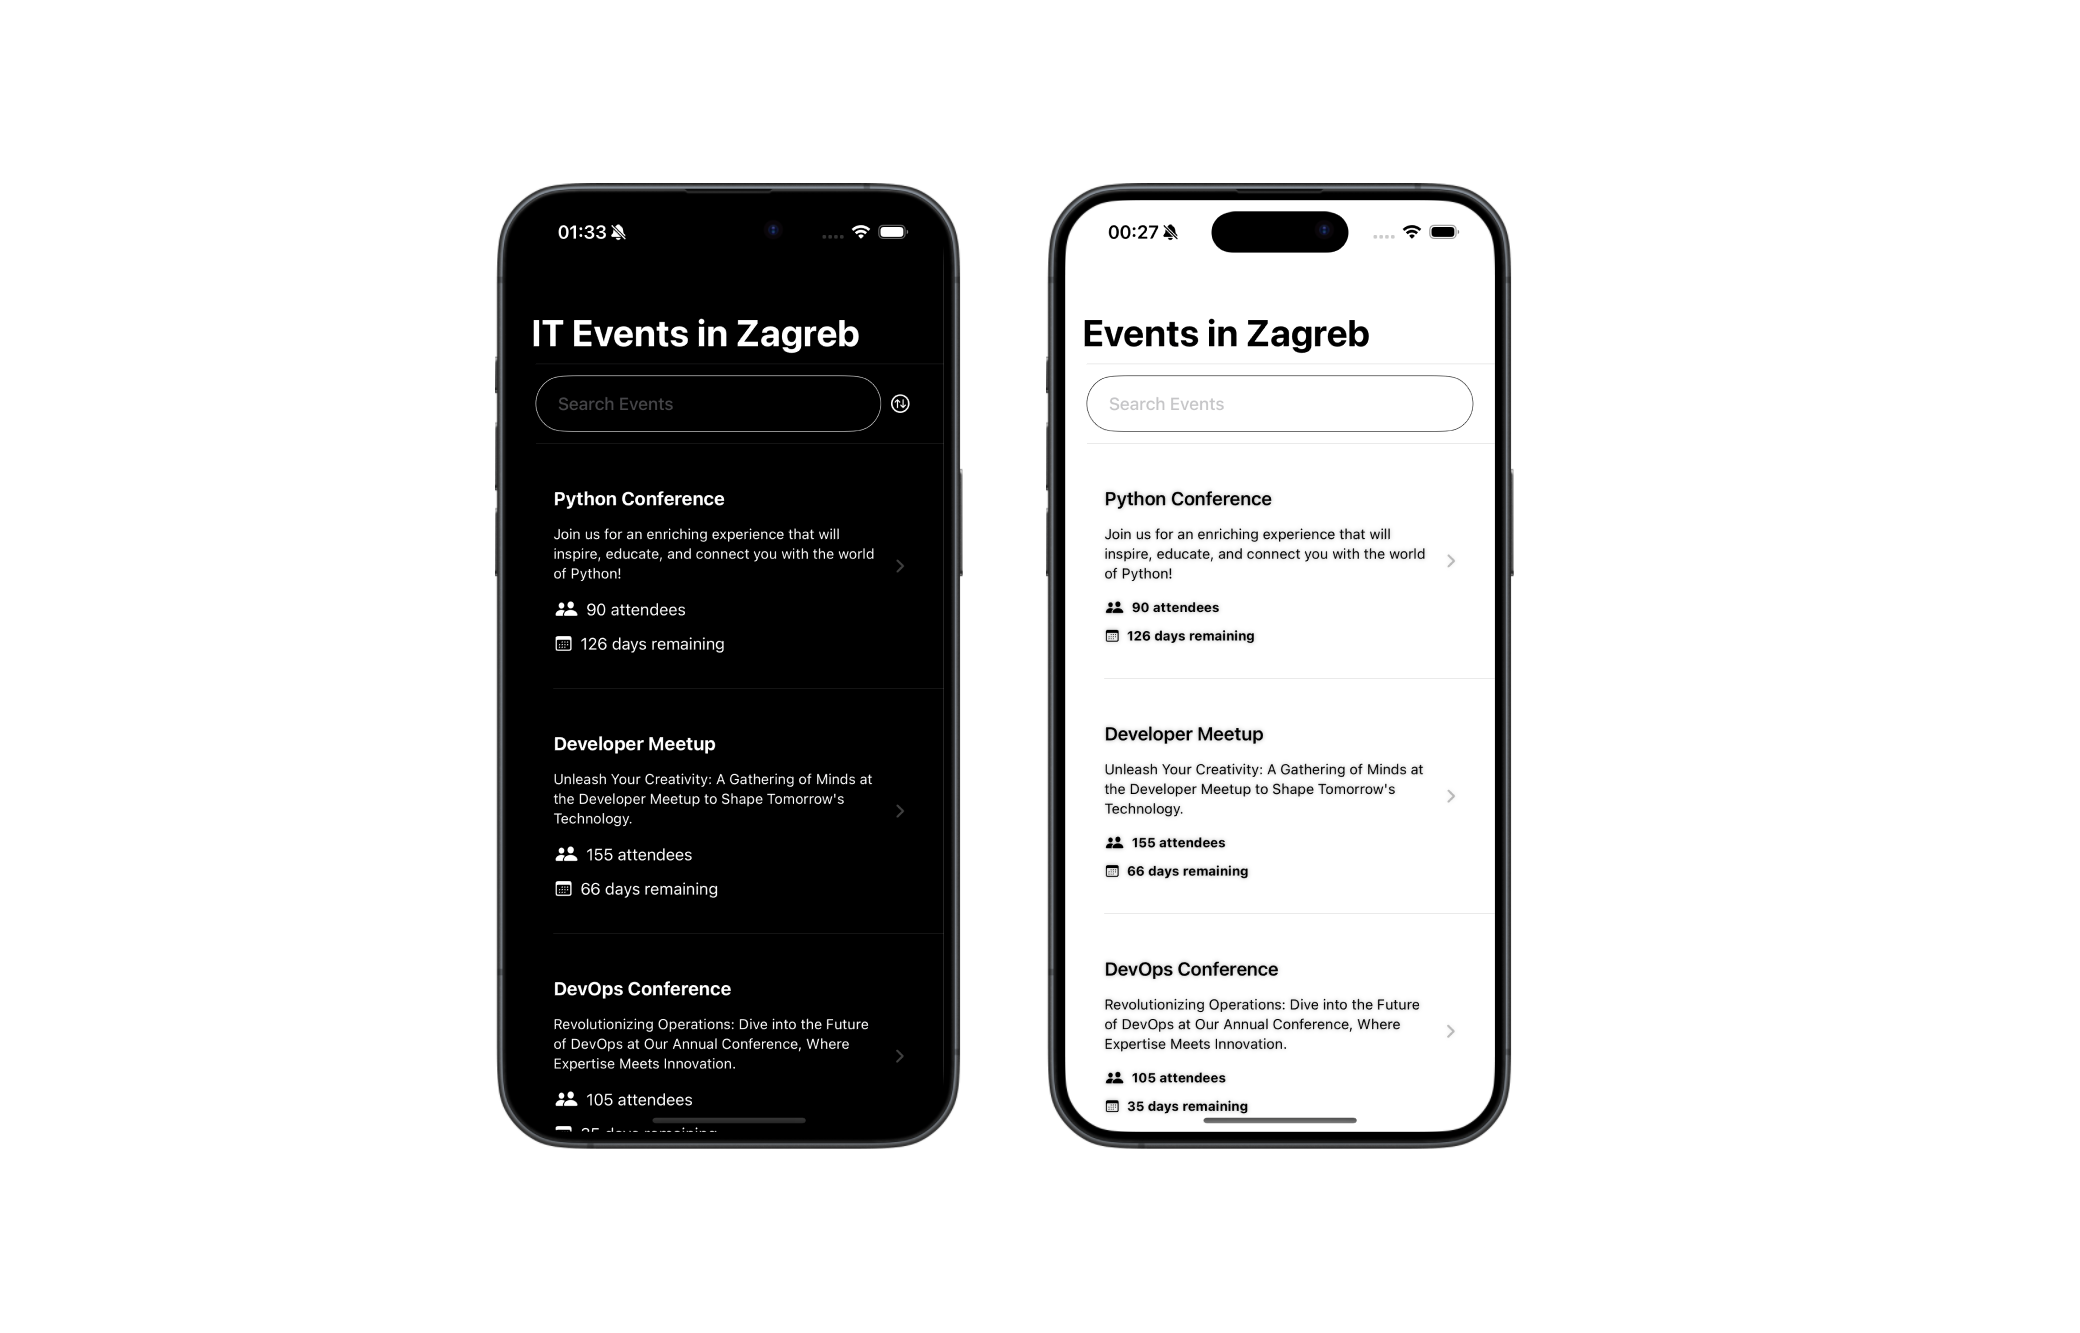 01:33
IT Events in Zagreb
Search Events
Python Conference
Join us for an enriching experience that will
inspire, educate, and connect you with the world
of Python!
90 attendees
126 days remaining
Developer Meetup
Unleash Your Creativity: A Gathering of Minds at
the Developer Meetup to Shape Tomorrow's
Technology.
155 attendees
66 days remaining
DevOps Conference
Revolutionizing Operations: Dive into the Future
of DevOps at Our Annual Conference, Where
Expertise Meets Innovation.
105 attendees
35 days remaining
00:27
Events in Zagreb
Search Events
Python Conference
Join us for an enriching experience that will
inspire, educate, and connect you with the world
of Python!
90 attendees
126 days remaining
Developer Meetup
Unleash Your Creativity: A Gathering of Minds at
the Developer Meetup to Shape Tomorrow's
Technology.
155 attendees
66 days remaining
DevOps Conference
Revolutionizing Operations: Dive into the Future
of DevOps at Our Annual Conference, Where
Expertise Meets Innovation.
105 attendees
35 days remaining